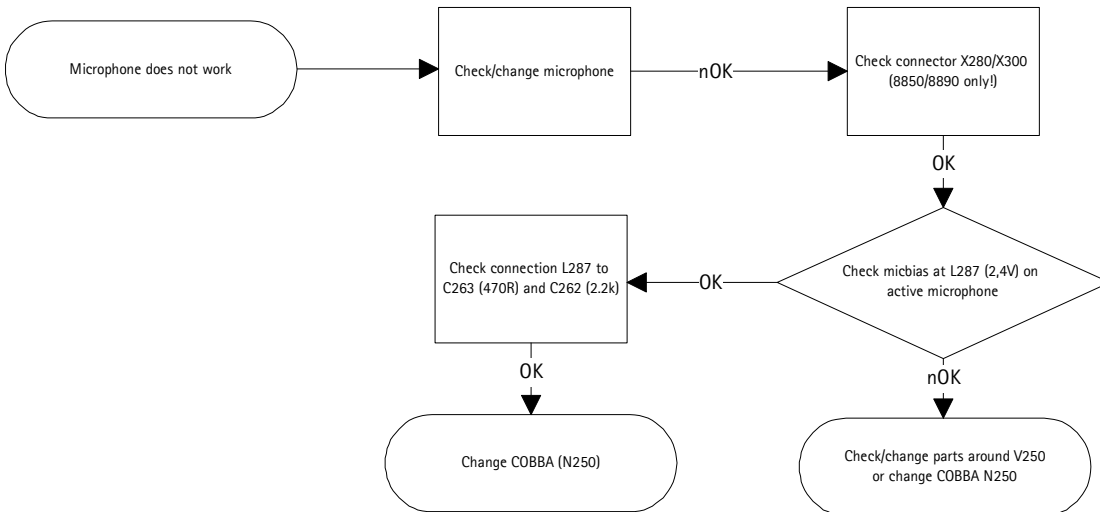 Microphone does not work
Check/change microphone
nOK
Check connector X280/X300
(8850/8890 only!)
OK
Check micbias at L287 (2,4V) on
active microphone
OK
Check connection L287 to
C263 (470R) and C262 (2.2k)
OK
Change COBBA (N250)
nOK
Check/change parts around V250
or change COBBA N250